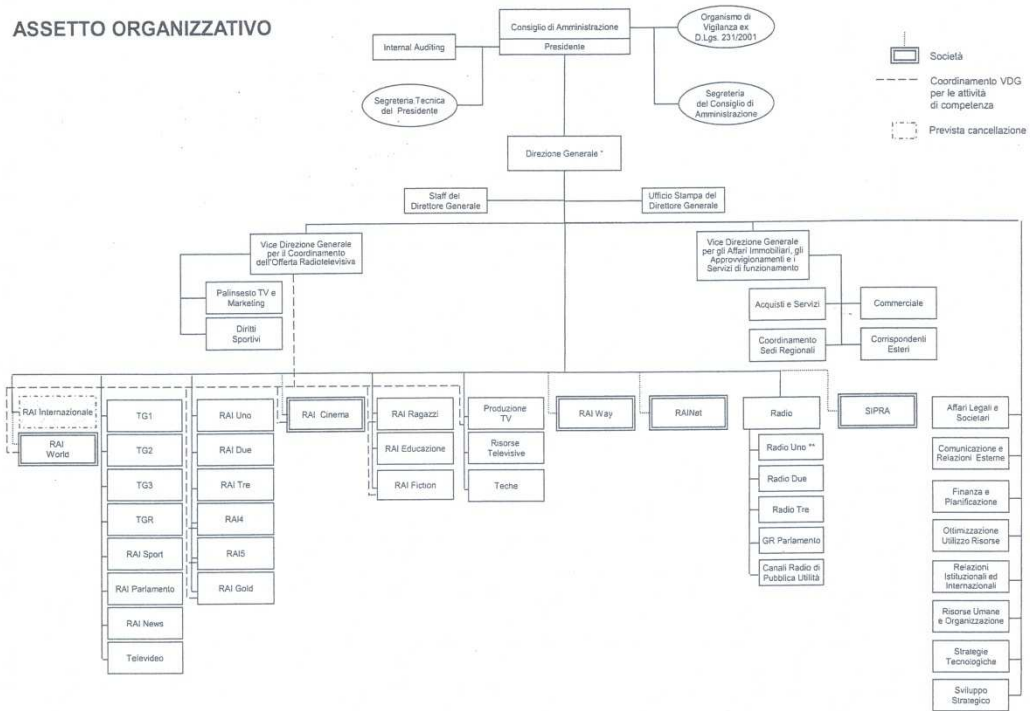 ASSETTO ORGANIZZATIVO
Consiglio di Amministrazione
Presidente
Organismo di
Vigilanza ex
D.Lgs. 231/2001
Internal Auditing
Segreteria Tecnica
del Presidente
Segreteria
del Consiglio di
Amministrazione
Società
Coordinamento VDG
per le attività
di competenza
Prevista cancellazione
Direzione Generale *
Staff del
Direttore Generale
Ufficio Stampa del
Direttore Generale
Vice Direzione Generale
per il Coordinamento
dell'Offerta Radiotelevisiva
Palinsesto TV e
Marketing
Diritti
Sportivi
Vice Direzione Generale
per gli Affari Immobiliari, gli
Approvvigionamenti e i
Servizi di funzionamento
Acquisti e Servizi
Commerciale
Coordinamento
Sedi Regionali
Corrispondenti
Esteri
RAI Internazionale
RAI
World
TG1
TG2
TG3
TGR
RAI Sport
RAI Parlamento
RAI News
Televideo
RAI Uno
RAI Due
RAI Tre
RAI4
RAI5
RAI Gold
RAI Cinema
RAI Ragazzi
RAI Educazione
RAI Fiction
Produzione
TV
Risorse
Televisive
Teche
RAI Way
RAINet
Radio
Radio Uno **
Radio Due
Radio Tre
GR Parlamento
Canali Radio di
Pubblica Utilità
SIPRA
Affari Legali e
Societari
Comunicazione e
Relazioni Esterne
Finanza e
Pianificazione
Ottimizzazione
Utilizzo Risorse
Relazioni
Istituzionali ed
Internazionali
Risorse Umane
e Organizzazione
Strategie
Tecnologiche
Sviluppo
Strategico